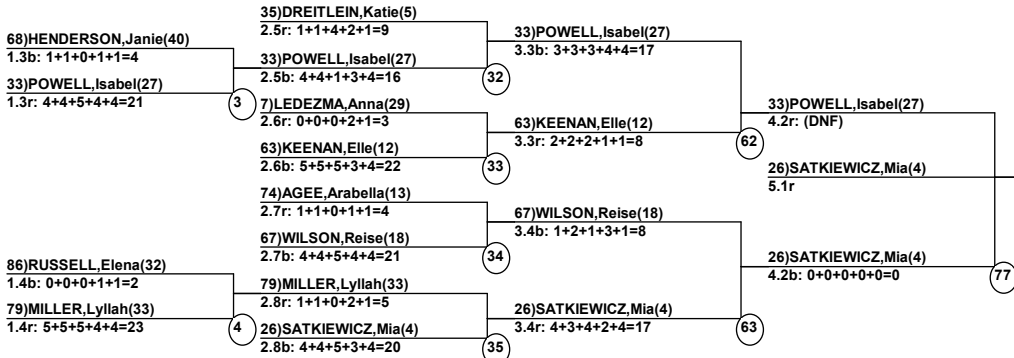 68)HENDERSON,Janie(40)
1.3b: 1+1+0+1+1=4
33)POWELL,Isabel(27)
1.3r: 4+4+5+4+4=21
3
86)RUSSELL,Elena(32)
1.4b: 0+0+0+1+1=2
79)MILLER,Lyllah(33)
1.4r: 5+5+5+4+4=23
4
35)DREITLEIN,Katie(5)
2.5r: 1+1+4+2+1=9
33)POWELL,Isabel(27)
2.5b: 4+4+1+3+4=16
32
7)LEDEZMA,Anna(29)
2.6r: 0+0+0+2+1=3
63)KEENAN,Elle(12)
2.6b: 5+5+5+3+4=22
33
74)AGEE,Arabella(13)
2.7r: 1+1+0+1+1=4
67)WILSON,Reise(18)
2.7b: 4+4+5+4+4=21
34
79)MILLER,Lyllah(33)
2.8r: 1+1+0+2+1=5
26)SATKIEWICZ,Mia(4)
2.8b: 4+4+5+3+4=20
35
33)POWELL,Isabel(27)
3.3b: 3+3+3+4+4=17
63)KEENAN,Elle(12)
3.3r: 2+2+2+1+1=8
62
67)WILSON,Reise(18)
3.4b: 1+2+1+3+1=8
26)SATKIEWICZ,Mia(4)
3.4r: 4+3+4+2+4=17
63
33)POWELL,Isabel(27)
4.2r: (DNF)
26)SATKIEWICZ,Mia(4)
4.2b: 0+0+0+0+0=0
77
26)SATKIEWICZ,Mia(4)
5.1r